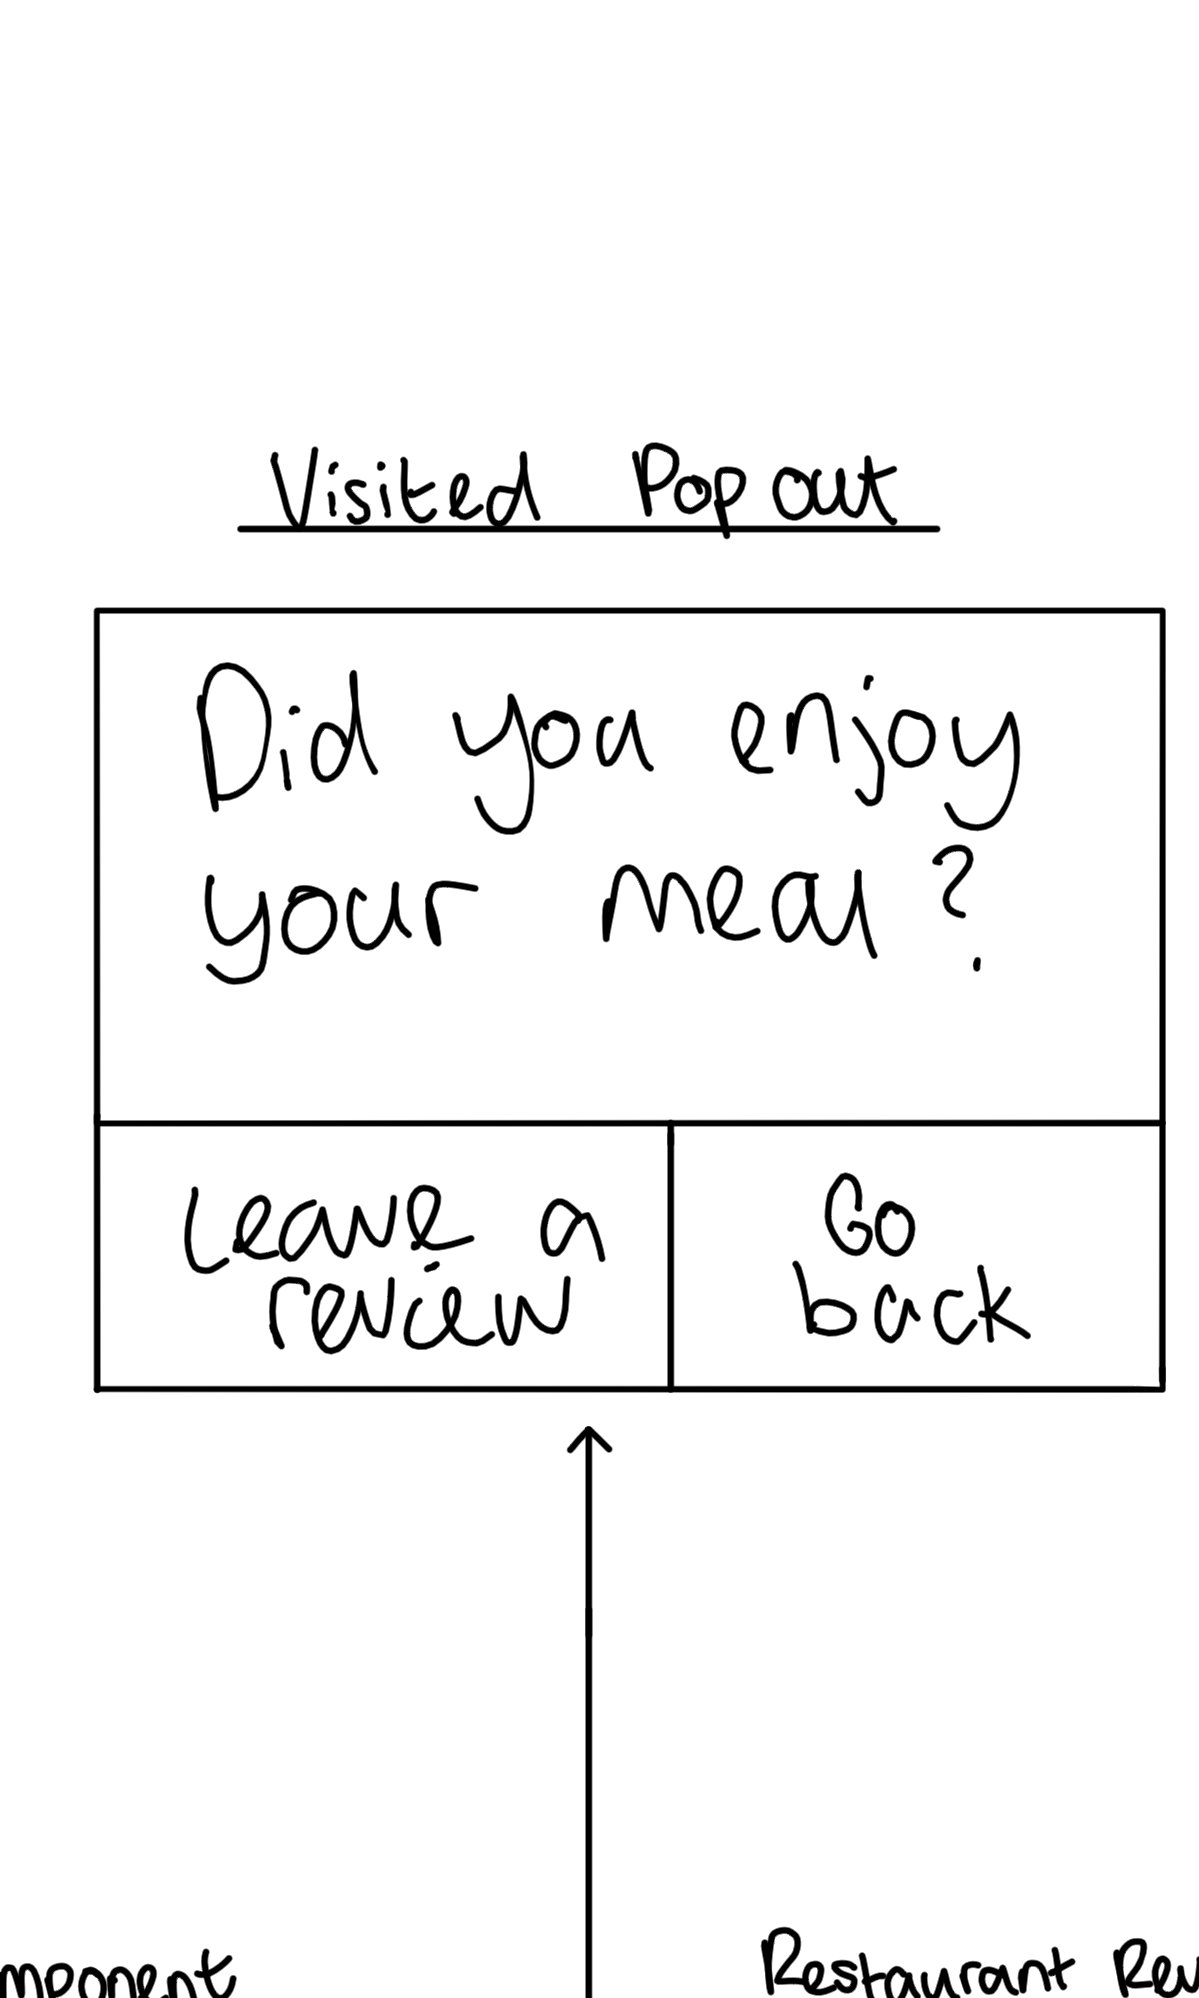 Visited Pop out
Did you enjoy
your meal?
Leave a
review
Go
back
mponent
Restaurant Rev